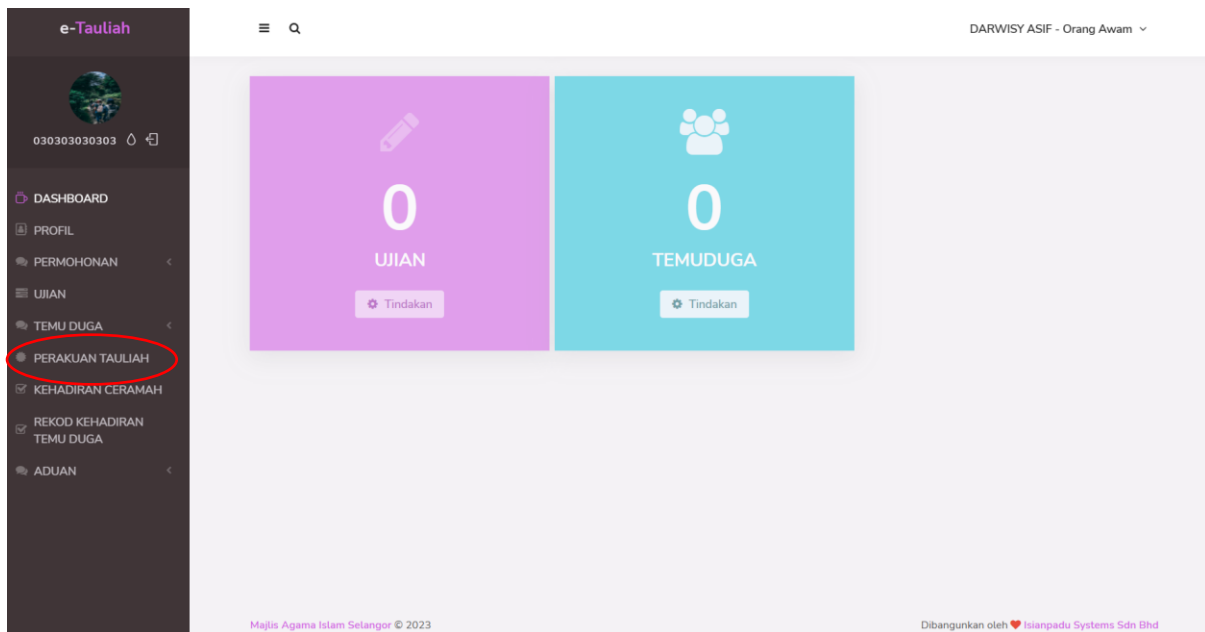 e-Tauliah
DARWISY ASIF - Orang Awam
030303030303
DASHBOARD
PROFIL
PERMOHONAN
UJIAN
TEMU DUGA
PERAKUAN TAULIAH
KEHADIRAN CERAMAH
REKOD KEHADIRAN
TEMU DUGA
ADUAN
0
UJIAN
Tindakan
0
TEMUDUGA
Tindakan
Majlis Agama Islam Selangor © 2023
Dibangunkan oleh ❤ Isianpadu Systems Sdn Bhd